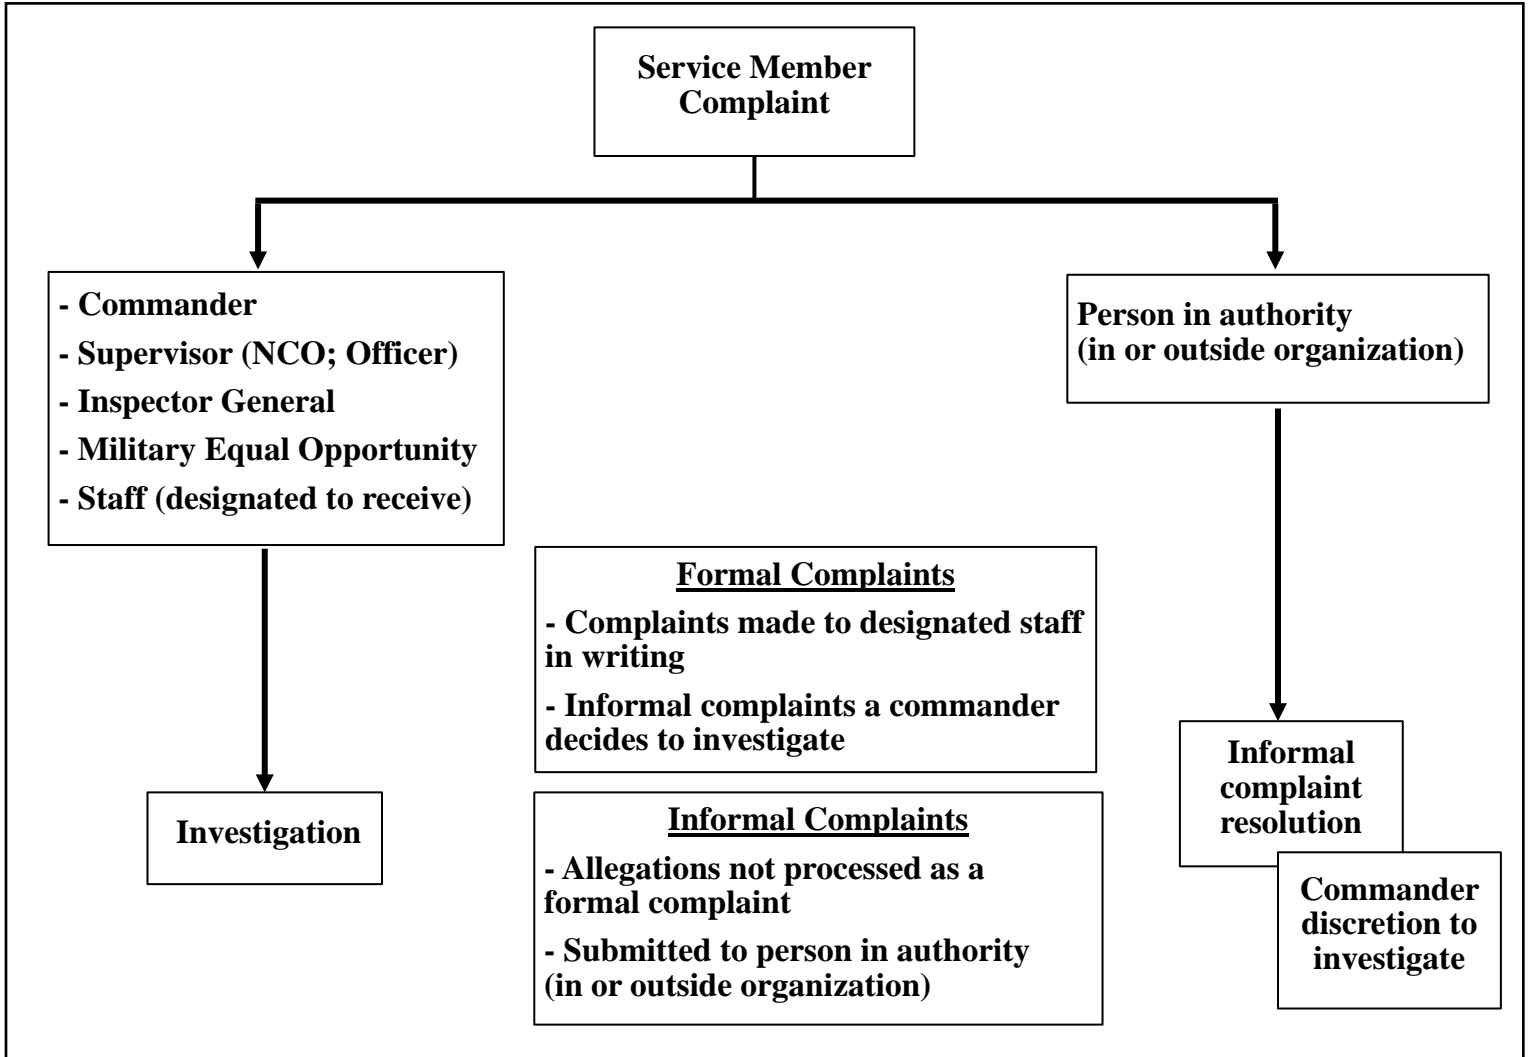 Service Member
Complaint
- Commander
- Supervisor (NCO; Officer)
- Inspector General
- Military Equal Opportunity
- Staff (designated to receive)
Person in authority
(in or outside organization)
Formal Complaints
- Complaints made to designated staff
in writing
- Informal complaints a commander
decides to investigate
Investigation
Informal Complaints
- Allegations not processed as a
formal complaint
- Submitted to person in authority
(in or outside organization)
Informal
complaint
resolution
Commander
discretion to
investigate